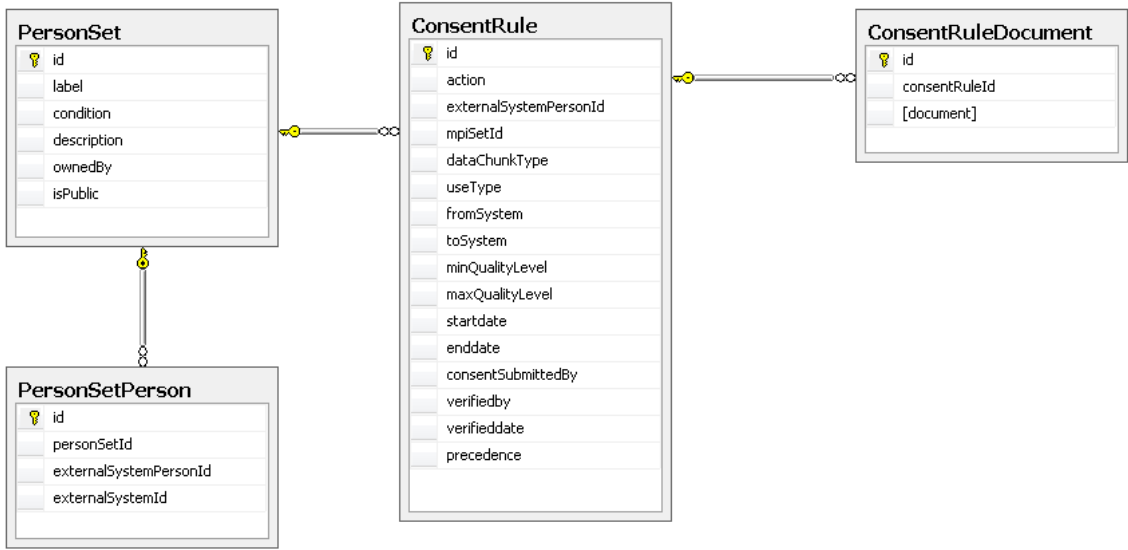 PersonSet
id
label
condition
description
ownedBy
isPublic
ConsentRule
id
action
externalSystemPersonId
mpiSetId
dataChunkType
useType
fromSystem
toSystem
minQualityLevel
maxQualityLevel
startdate
enddate
consentSubmittedBy
verifiedby
verifieddate
precedence
ConsentRuleDocument
id
consentRuleId
[document]
PersonSetPerson
id
personSetId
externalSystemPersonId
externalSystemId